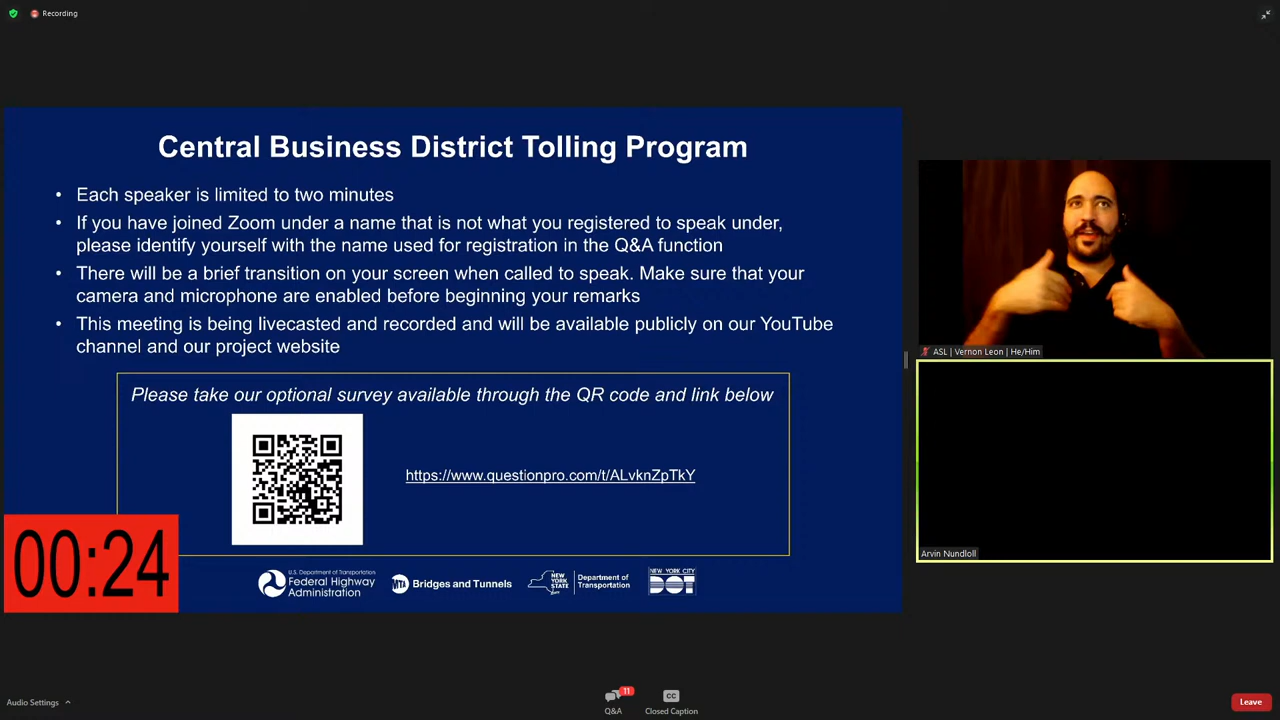 Recording
Central Business District Tolling Program
• Each speaker is limited to two minutes
• If you have joined Zoom under a name that is not what you registered to speak under,
please identify yourself with the name used for registration in the Q&A function
• There will be a brief transition on your screen when called to speak. Make sure that your
camera and microphone are enabled before beginning your remarks
• This meeting is being livecasted and recorded and will be available publicly on our YouTube
channel and our project website
Please take our optional survey available through the QR code and link below
https://www.questionpro.com/t/ALvknZpTkY
00:24
U.S. Department of Transportation
Federal Highway
Administration
MTA Bridges and Tunnels
NEW YORK STATE
Department of
Transportation
NEW YORK CITY
DOT
ASL | Vernon Leon | He/Him
Arvin Nundloll
Audio Settings
11
Q&A
CC
Closed Caption
Leave